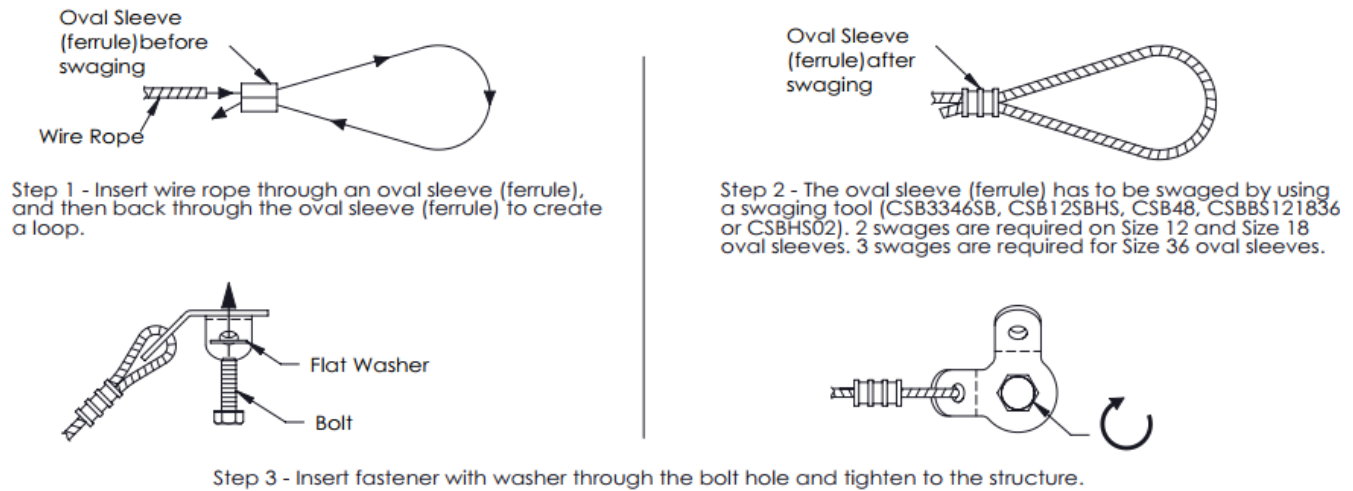 Oval Sleeve
(ferrule)before
swaging
Wire Rope
Step 1 - Insert wire rope through an oval sleeve (ferrule),
and then back through the oval sleeve (ferrule) to create
a loop.
Oval Sleeve
(ferrule)after
swaging
Step 2 - The oval sleeve (ferrule) has to be swaged by using
a swaging tool (CSB3346SB, CSB12SBHS, CSB48, CSBBS121836
or CSBHS02). 2 swages are required on Size 12 and Size 18
oval sleeves. 3 swages are required for Size 36 oval sleeves.
Flat Washer
Bolt
Step 3 - Insert fastener with washer through the bolt hole and tighten to the structure.